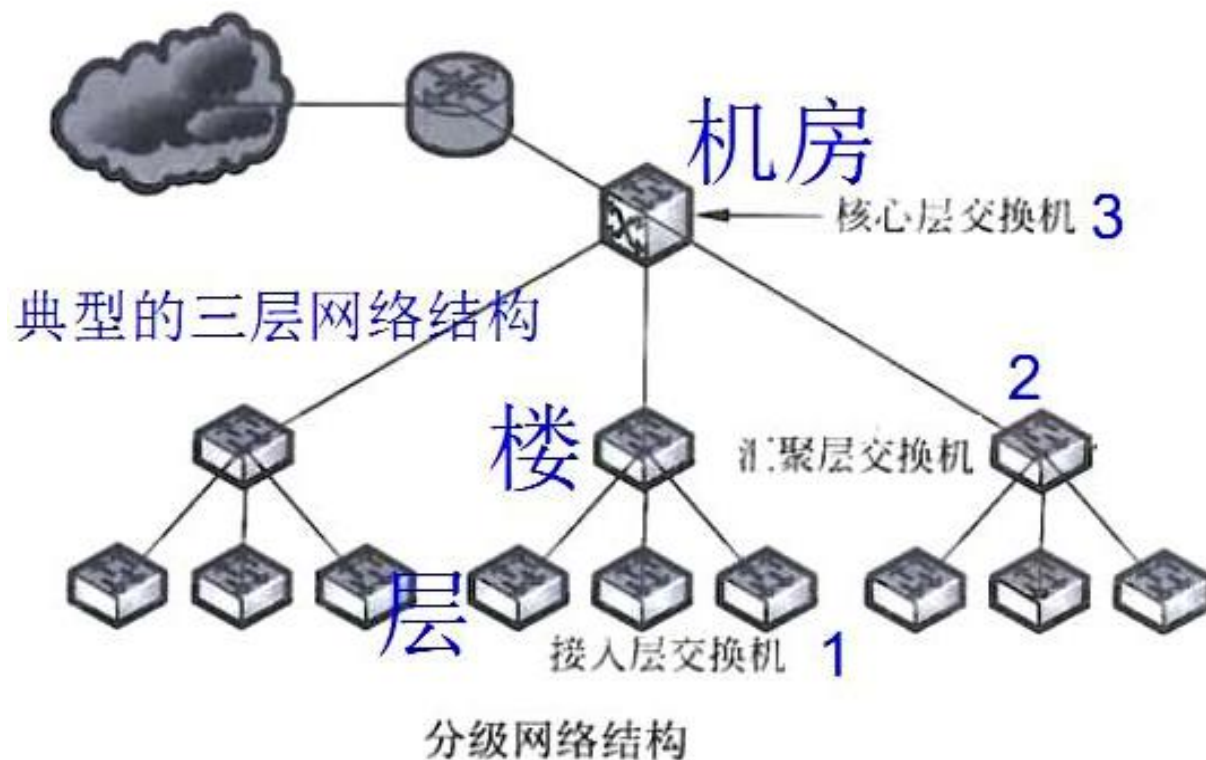 机房
核心层交换机 3
典型的三层网络结构
2
楼
汇聚层交换机
层
接入层交换机 1
分级网络结构